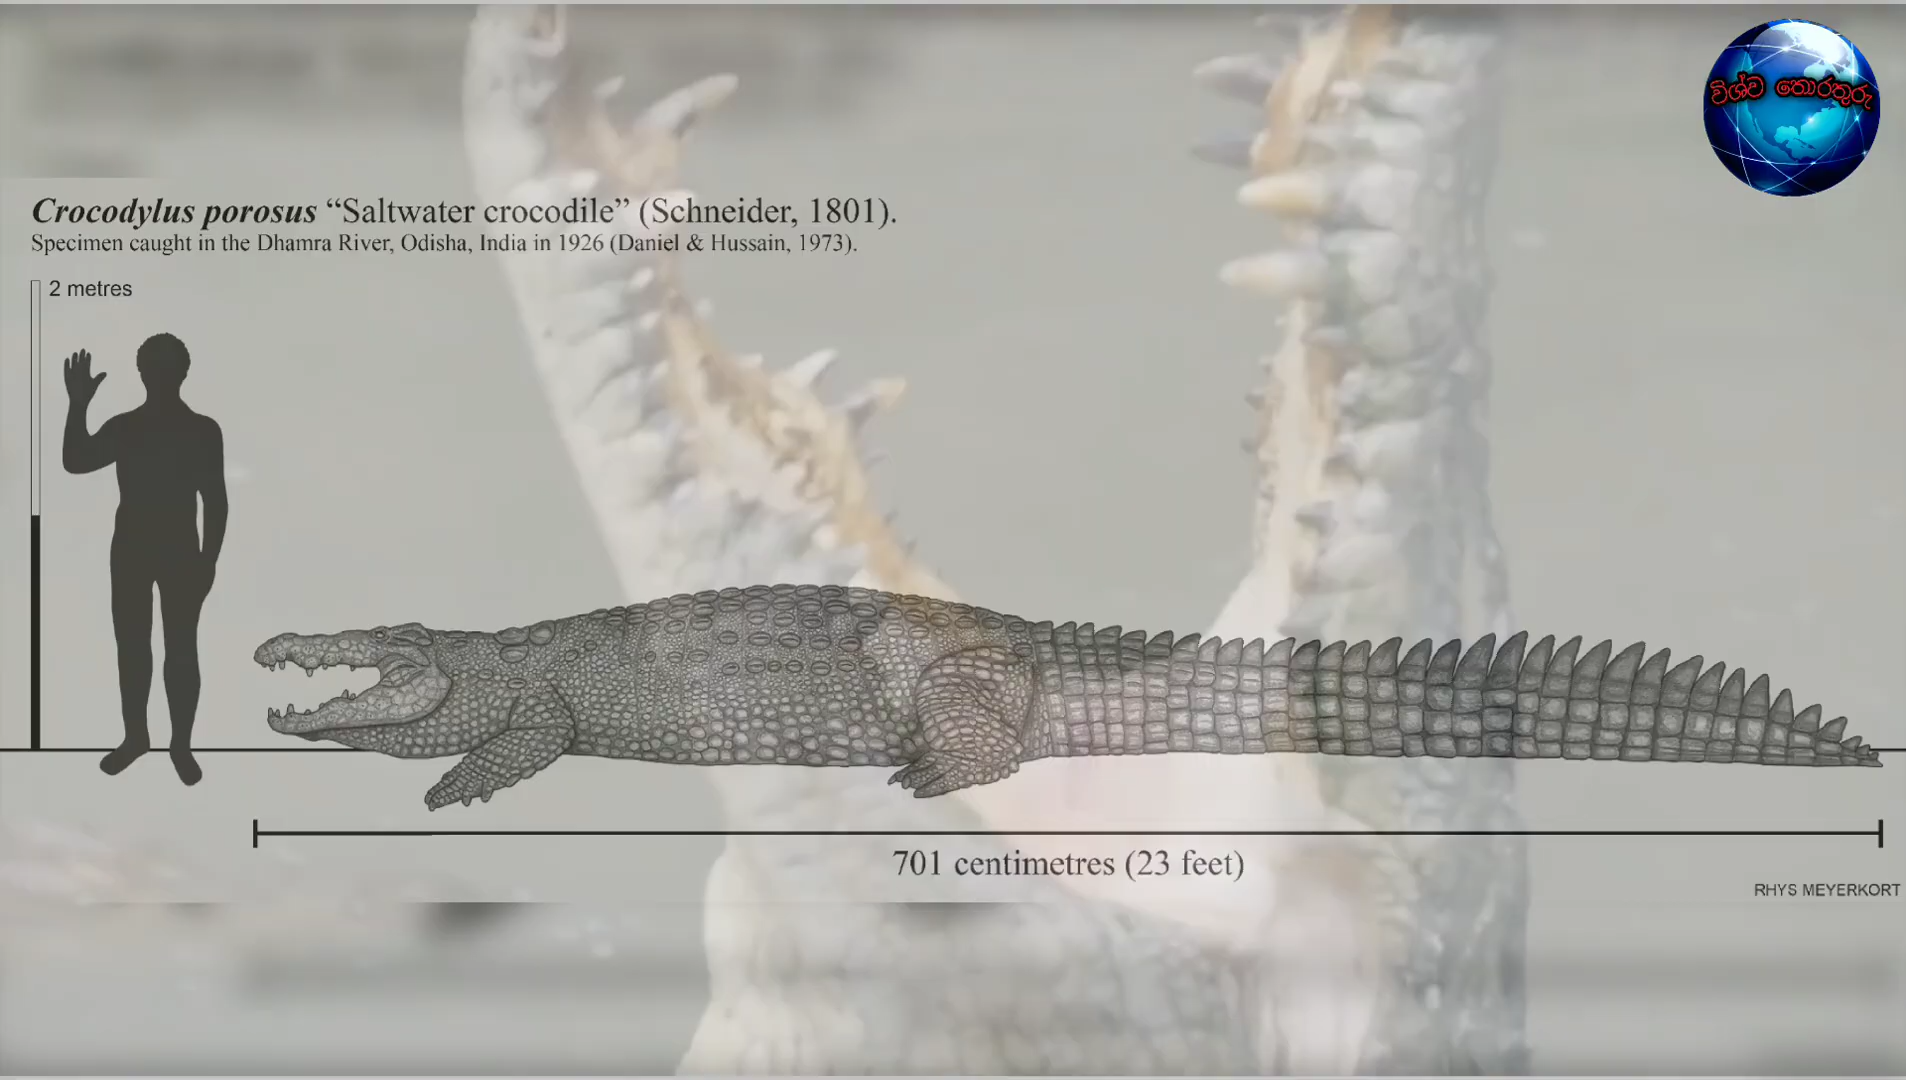 විශ්ව තොරතුරු
Crocodylus porosus “Saltwater crocodile” (Schneider, 1801).
Specimen caught in the Dhamra River, Odisha, India in 1926 (Daniel & Hussain, 1973).
2 metres
701 centimetres (23 feet)
RHYS MEYERKORT